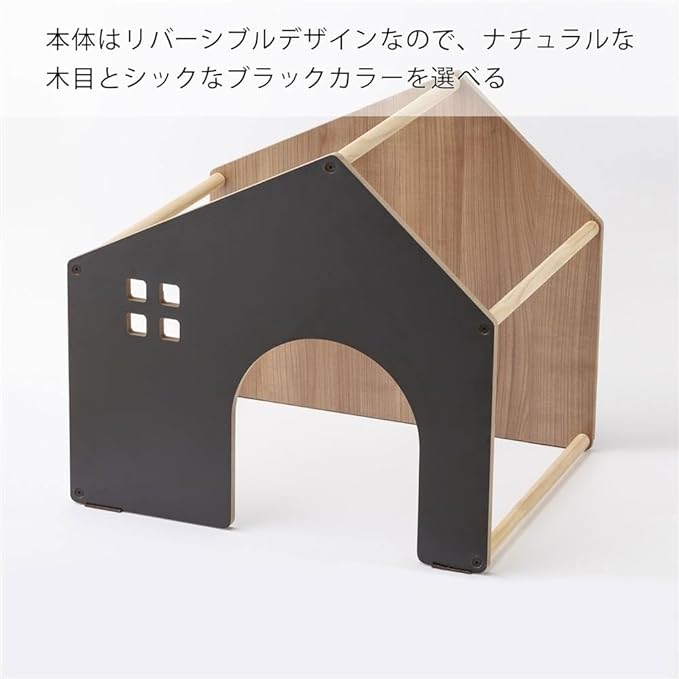 本体はリバーシブルデザインなので、ナチュラルな
木目とシックなブラックカラーを選べる